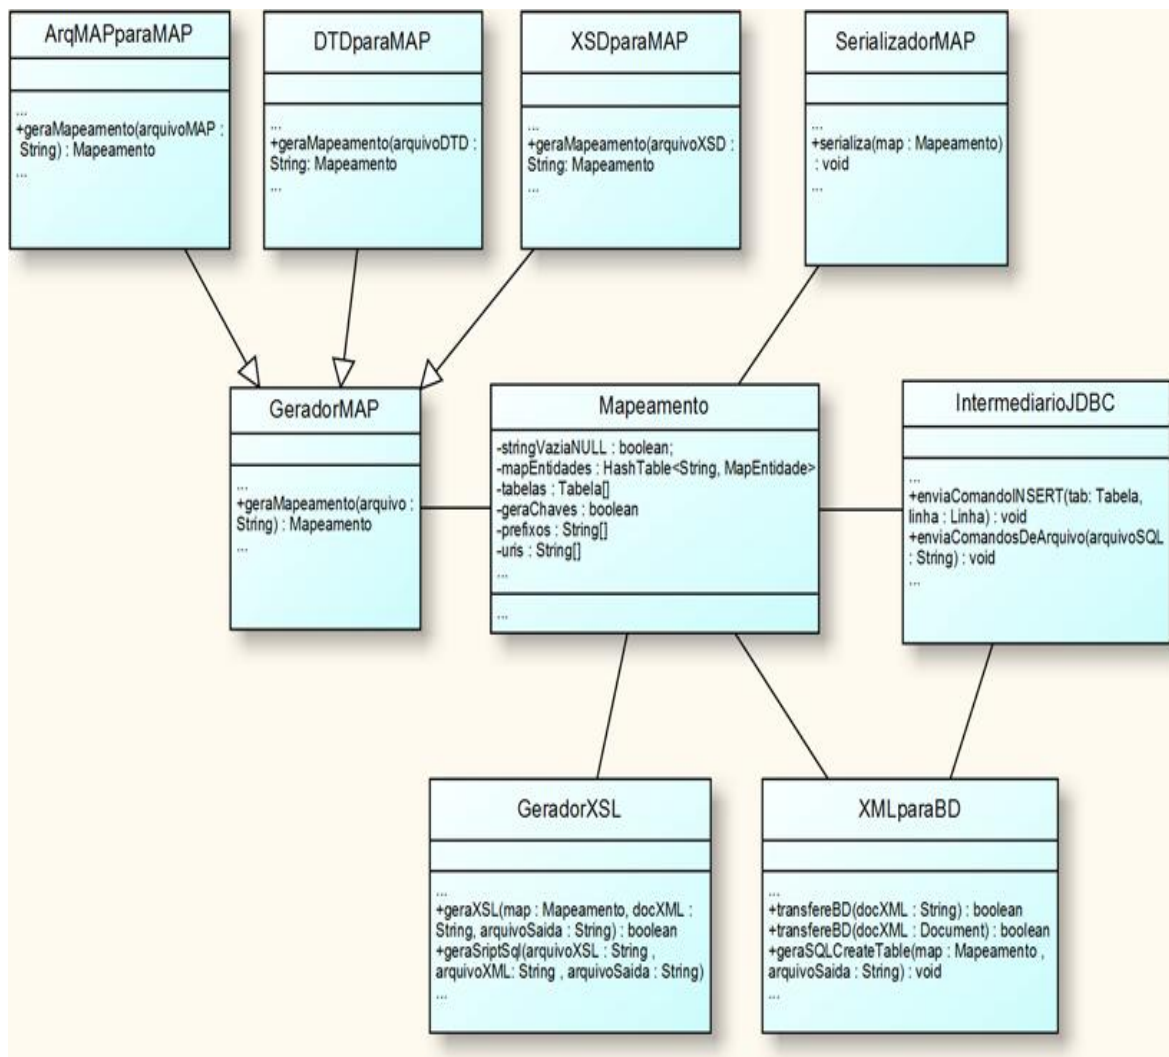 ArqMAPparaMAP
...
+geraMapeamento(arquivoMAP :
String) : Mapeamento
...
DTDparaMAP
...
+geraMapeamento(arquivoDTD :
String: Mapeamento
...
XSDparaMAP
...
+geraMapeamento(arquivoXSD :
String: Mapeamento
...
SerializadorMAP
...
+serializa(map : Mapeamento)
: void
...
GeradorMAP
...
+geraMapeamento(arquivo :
String) : Mapeamento
...
Mapeamento
-stringVaziaNULL : boolean;
-mapEntidades : HashTable<String, MapEntidade>
-tabelas : Tabela[]
-geraChaves : boolean
-prefixos : String[]
-uris : String[]
...
...
IntermediarioJDBC
...
+enviaComandoINSERT(tab: Tabela,
linha : Linha) : void
+enviaComandosDeArquivo(arquivoSQL
: String) : void
...
GeradorXSL
...
+geraXSL(map : Mapeamento, docXML :
String, arquivoSaida : String) : boolean
+geraSriptSql(arquivoXSL : String ,
arquivoXML: String , arquivoSaida : String)
...
XMLparaBD
...
+transfereBD(docXML : String) : boolean
+transfereBD(docXML : Document) : boolean
+geraSQLCreateTable(map : Mapeamento ,
arquivoSaida : String) : void
...